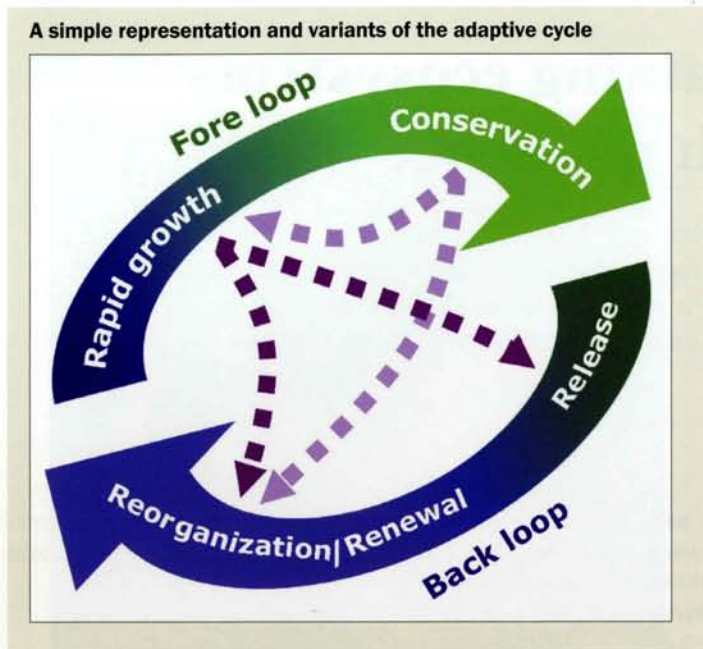 A simple representation and variants of the adaptive cycle
Fore loop
Conservation
Rapid growth
Release
Reorganization/Renewal
Back loop